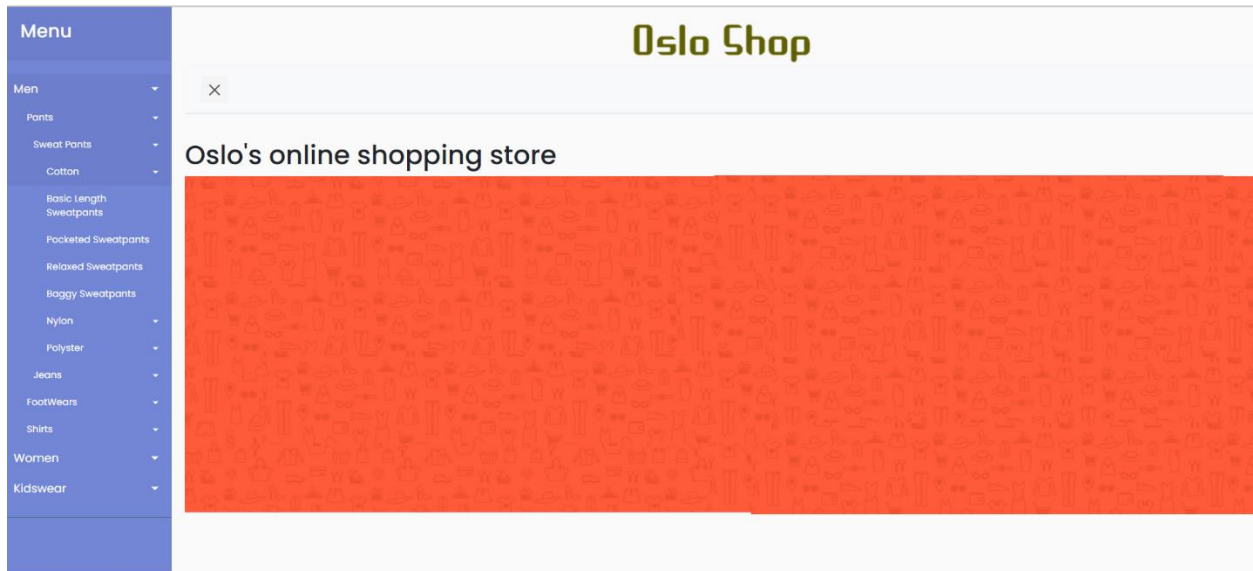 Menu
Oslo Shop
Men
Pants
Sweat Pants
Cotton
Basic Length
Sweatpants
Pocketed Sweatpants
Relaxed Sweatpants
Baggy Sweatpants
Nylon
Polyster
Jeans
FootWears
Shirts
Women
Kidswear
Oslo's online shopping store